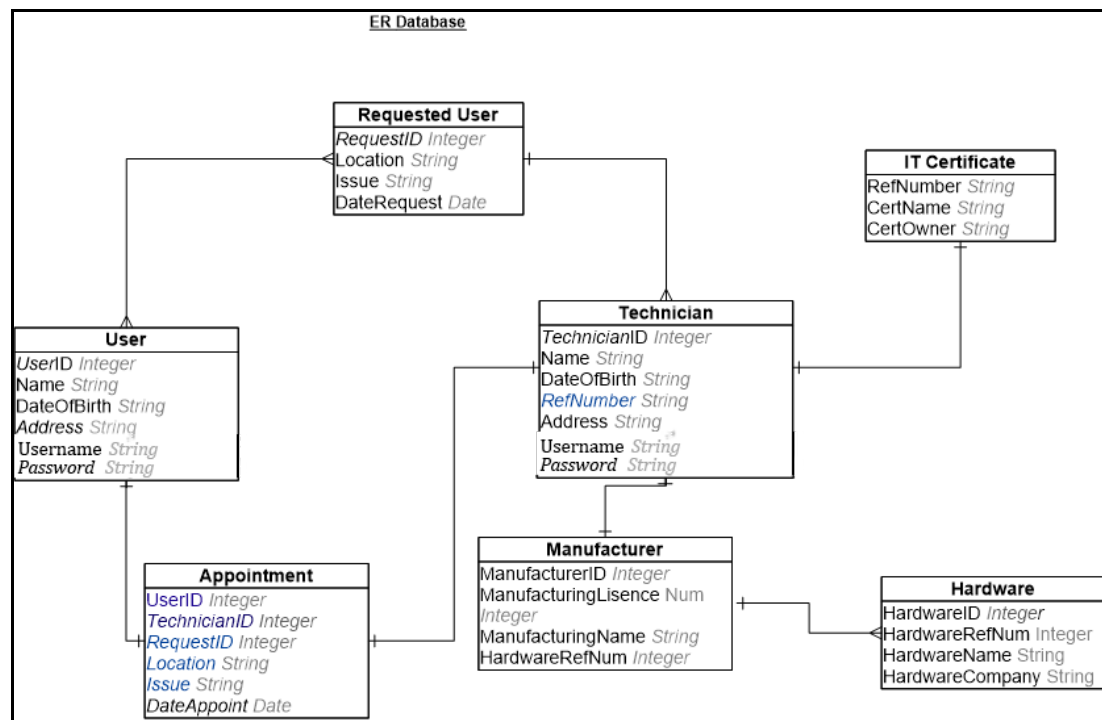 ER Database
Requested User
RequestID Integer
Location String
Issue String
DateRequest Date
IT Certificate
RefNumber String
CertName String
CertOwner String
User
UserID Integer
Name String
DateOfBirth String
Address String
Username String
Password String
Technician
TechnicianID Integer
Name String
DateOfBirth String
RefNumber String
Address String
Username String
Password String
Appointment
UserID Integer
TechnicianID Integer
RequestID Integer
Location String
Issue String
DateAppoint Date
Manufacturer
ManufacturerID Integer
ManufacturingLisence Num
Integer
ManufacturingName String
HardwareRefNum Integer
Hardware
HardwareID Integer
HardwareRefNum Integer
HardwareName String
HardwareCompany String